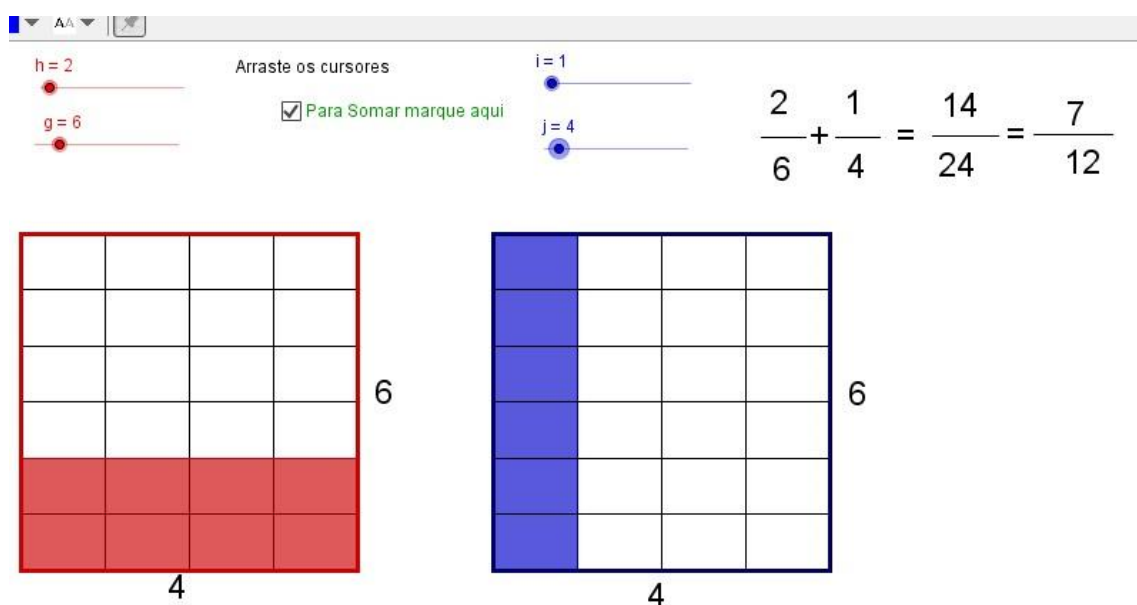 AA
h = 2
g = 6
Arraste os cursores
Para Somar marque aqui
i = 1
j = 4
2/6 + 1/4 = 14/24 = 7/12
6
4
6
4